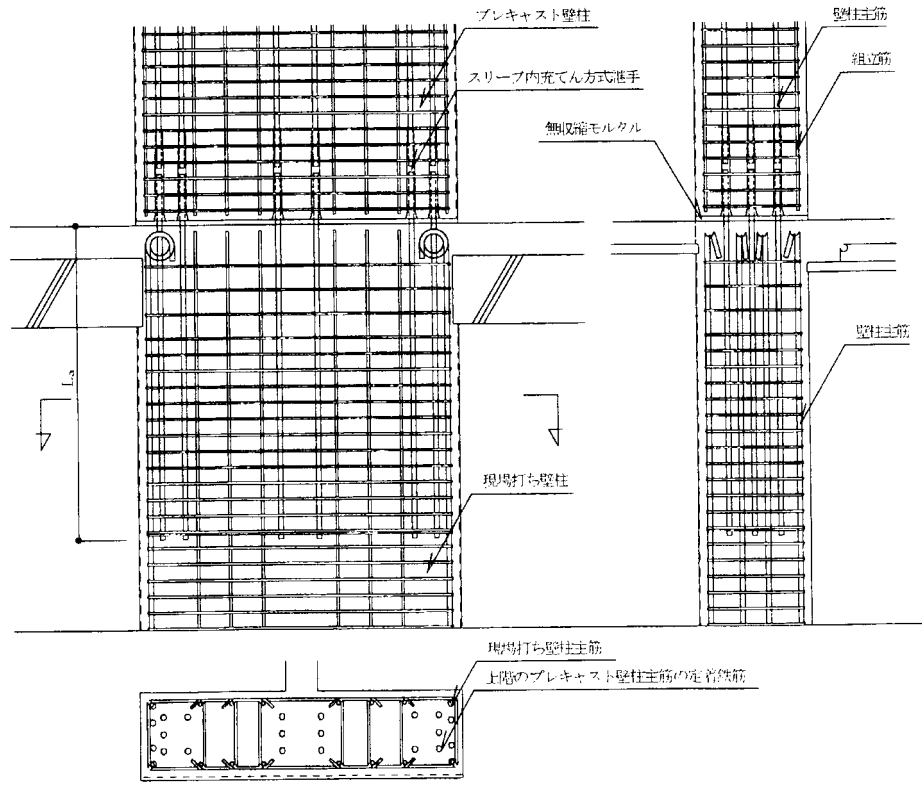 プレキャスト壁柱
スリーブ内充てん方式継手
無収縮モルタル
壁柱主筋
組立筋
壁柱主筋
La
現場打ち壁柱
現場打ち壁柱主筋
上階のプレキャスト壁柱主筋の定着鉄筋